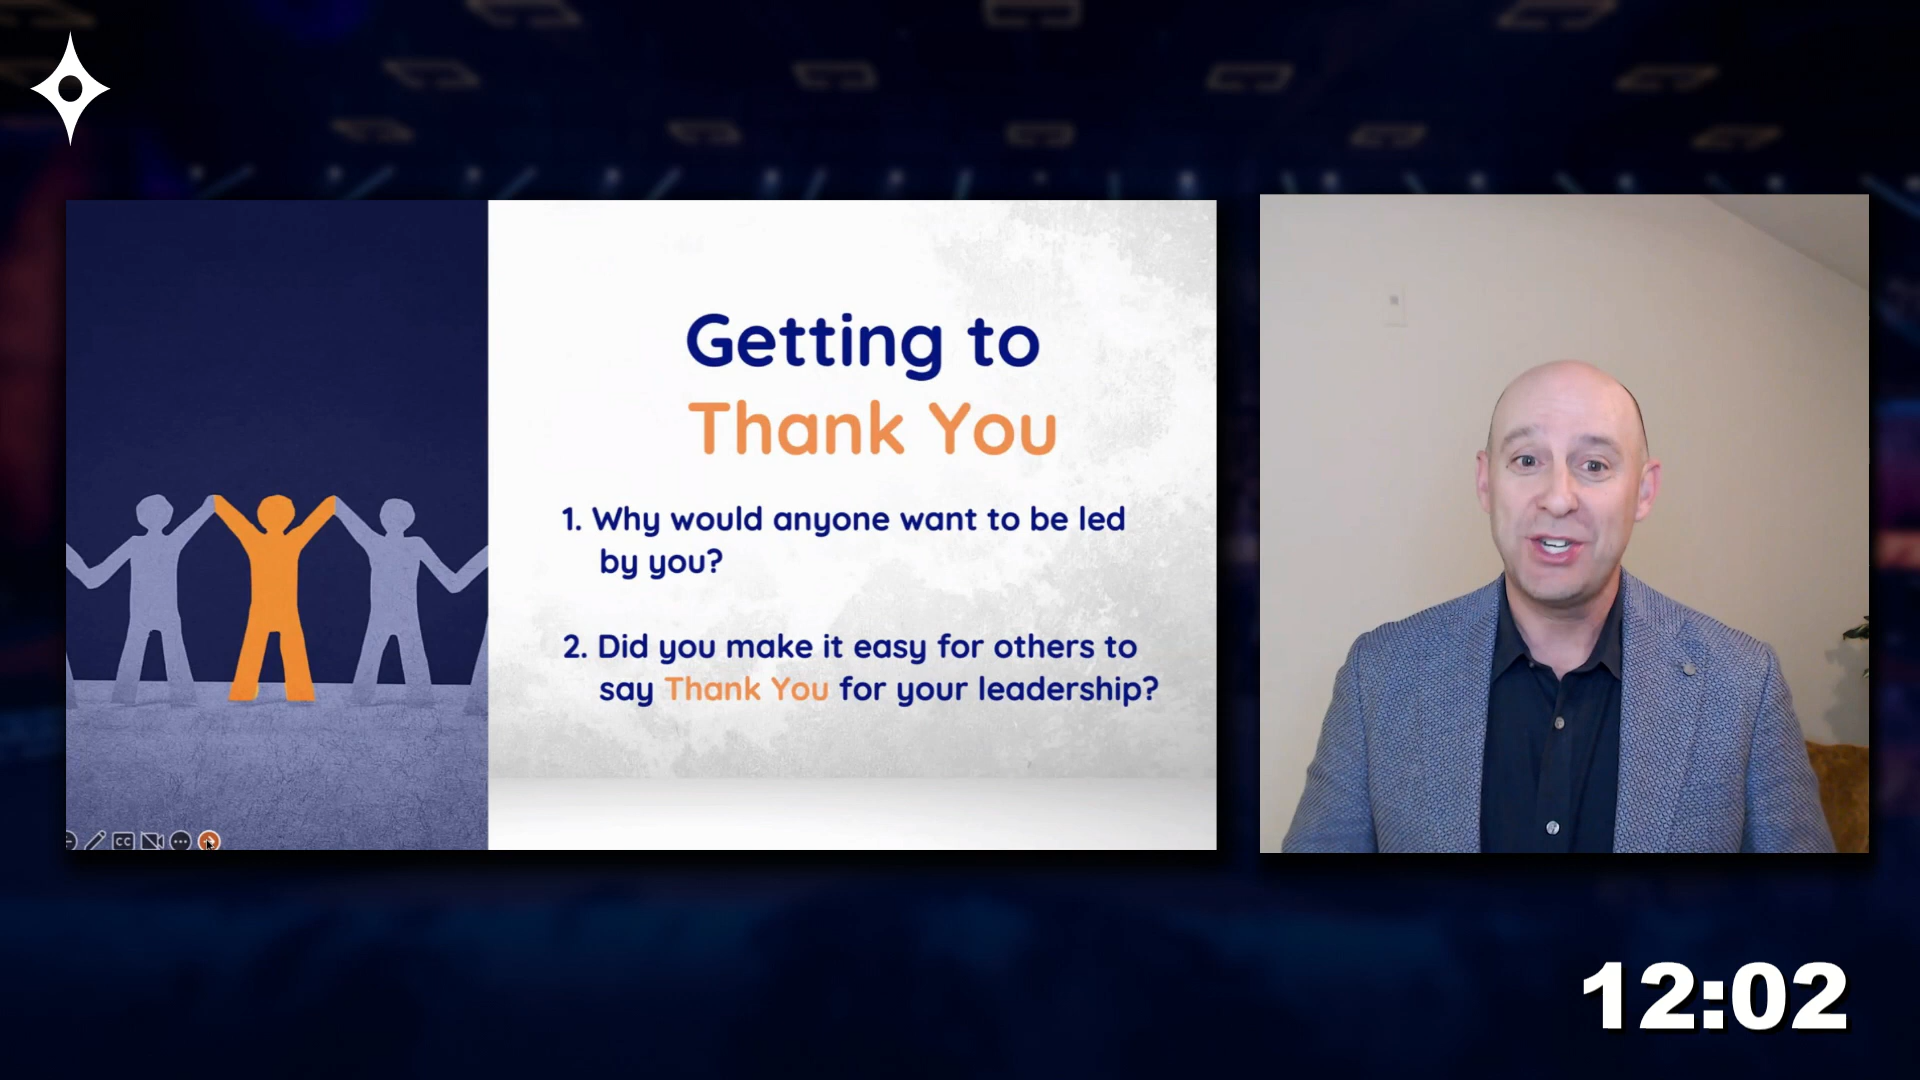 Getting to
Thank You
1. Why would anyone want to be led
by you?
2. Did you make it easy for others to
say Thank You for your leadership?
CC
12:02